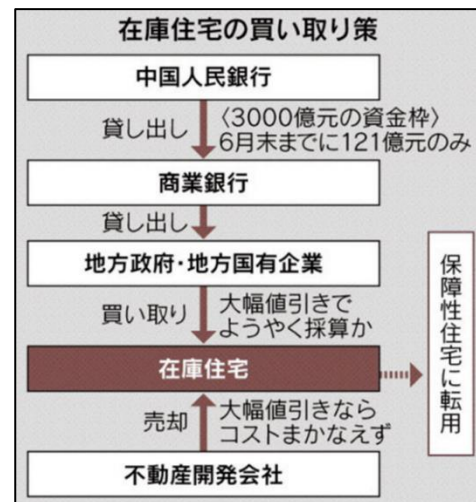 在庫住宅の買い取り策
中国人民銀行
貸し出し
〈3000億元の資金枠〉
6月末までに121億元のみ
商業銀行
貸し出し
地方政府・地方国有企業
買い取り
大幅値引きで
ようやく採算か
在庫住宅
保障性住宅に転用
売却
大幅値引きなら
コストまかなえず
不動産開発会社